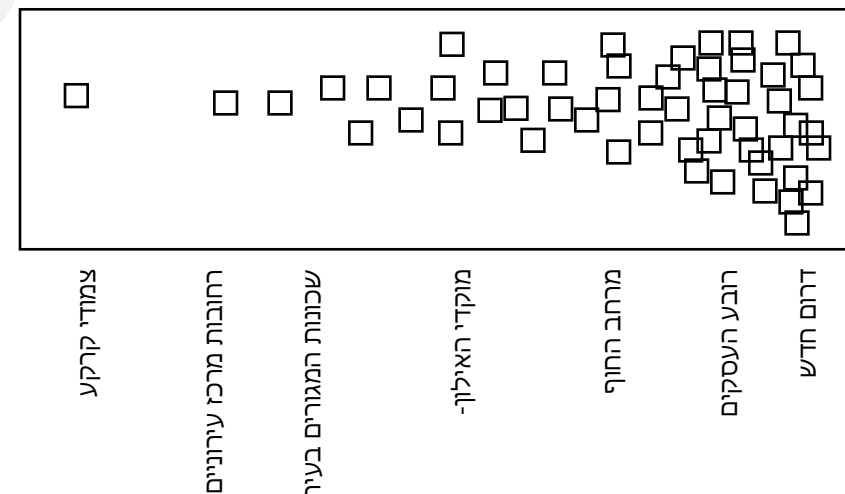 צמודי קרקע
רחובות מרכז עירוניים
שכונות המגורים בעיר
מוקדי האילון-
מרחב החוף
רובע העסקים
דרום חדש